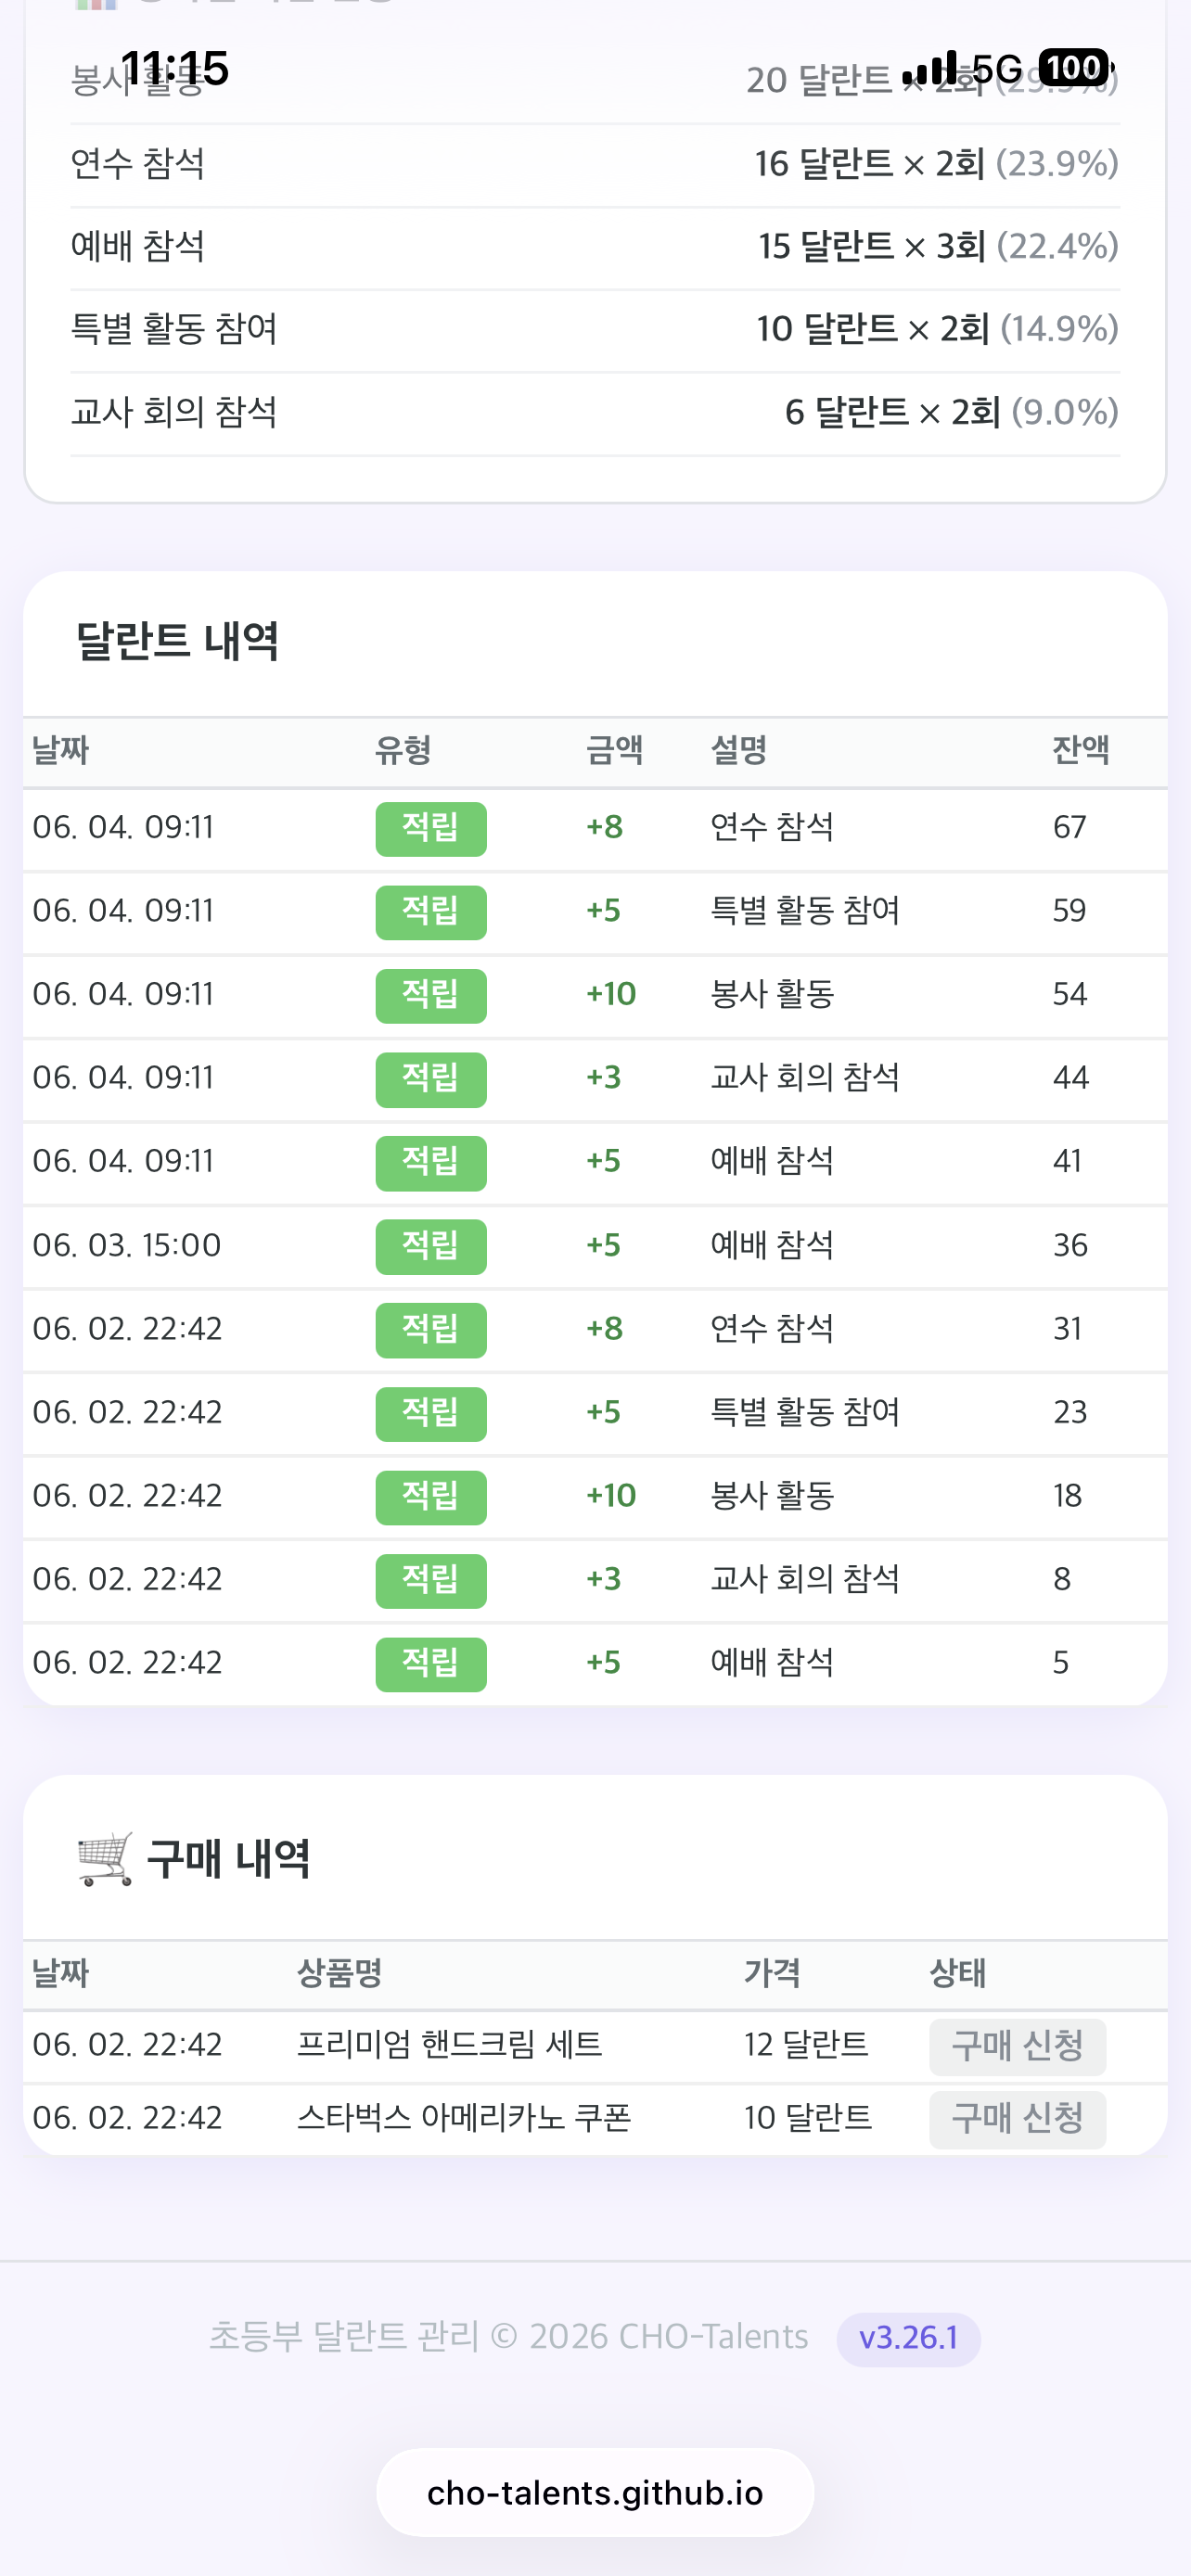 11:15 5G 100
봉사 활동 20 달란트 × 2회 (29.9%)
연수 참석 16 달란트 × 2회 (23.9%)
예배 참석 15 달란트 × 3회 (22.4%)
특별 활동 참여 10 달란트 × 2회 (14.9%)
교사 회의 참석 6 달란트 × 2회 (9.0%)
달란트 내역
날짜 유형 금액 설명 잔액
06. 04. 09:11 적립 +8 연수 참석 67
06. 04. 09:11 적립 +5 특별 활동 참여 59
06. 04. 09:11 적립 +10 봉사 활동 54
06. 04. 09:11 적립 +3 교사 회의 참석 44
06. 04. 09:11 적립 +5 예배 참석 41
06. 03. 15:00 적립 +5 예배 참석 36
06. 02. 22:42 적립 +8 연수 참석 31
06. 02. 22:42 적립 +5 특별 활동 참여 23
06. 02. 22:42 적립 +10 봉사 활동 18
06. 02. 22:42 적립 +3 교사 회의 참석 8
06. 02. 22:42 적립 +5 예배 참석 5
구매 내역
날짜 상품명 가격 상태
06. 02. 22:42 프리미엄 핸드크림 세트 12 달란트 구매 신청
06. 02. 22:42 스타벅스 아메리카노 쿠폰 10 달란트 구매 신청
초등부 달란트 관리 © 2026 CHO-Talents v3.26.1
cho-talents.github.io